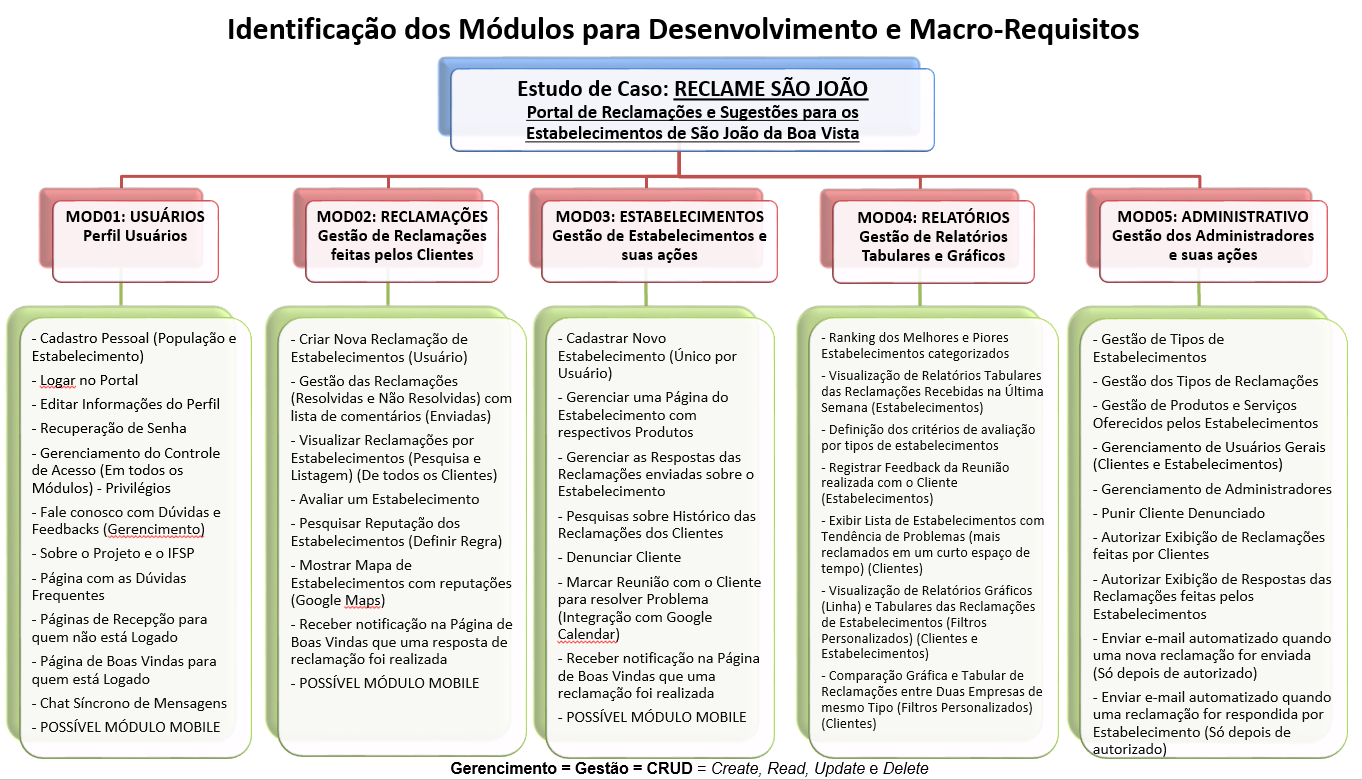 Identificação dos Módulos para Desenvolvimento e Macro-Requisitos
Estudo de Caso: RECLAME SÃO JOÃO
Portal de Reclamações e Sugestões para os
Estabelecimentos de São João da Boa Vista
MOD01: USUÁRIOS
Perfil Usuários
- Cadastro Pessoal (População e
Estabelecimento)
- Logar no Portal
- Editar Informações do Perfil
- Recuperação de Senha
- Gerenciamento do Controle
de Acesso (Em todos os
Módulos) - Privilégios
- Fale conosco com Dúvidas e
Feedbacks (Gerencimento)
- Sobre o Projeto e o IFSP
- Página com as Dúvidas
Frequentes
- Páginas de Recepção para
quem não está Logado
- Página de Boas Vindas para
quem está Logado
- Chat Síncrono de Mensagens
- POSSÍVEL MÓDULO MOBILE
MOD02: RECLAMAÇÕES
Gestão de Reclamações
feitas pelos Clientes
- Criar Nova Reclamação de
Estabelecimentos (Usuário)
- Gestão das Reclamações
(Resolvidas e Não Resolvidas) com
lista de comentários (Enviadas)
- Visualizar Reclamações por
Estabelecimentos (Pesquisa e
Listagem) (De todos os Clientes)
- Avaliar um Estabelecimento
- Pesquisar Reputação dos
Estabelecimentos (Definir Regra)
- Mostrar Mapa de
Estabelecimentos com reputações
(Google Maps)
- Receber notificação na Página de
Boas Vindas que uma resposta de
reclamação foi realizada
- POSSÍVEL MÓDULO MOBILE
MOD03: ESTABELECIMENTOS
Gestão de Estabelecimentos e
suas ações
- Cadastrar Novo
Estabelecimento (Único por
Usuário)
- Gerenciar uma Página do
Estabelecimento com
respectivos Produtos
- Gerenciar as Respostas das
Reclamações enviadas sobre o
Estabelecimento
- Pesquisas sobre Histórico das
Reclamações dos Clientes
- Denunciar Cliente
- Marcar Reunião com o Cliente
para resolver Problema
(Integração com Google
Calendar)
- Receber notificação na Página
de Boas Vindas que uma
reclamação foi realizada
- POSSÍVEL MÓDULO MOBILE
MOD04: RELATÓRIOS
Gestão de Relatórios
Tabulares e Gráficos
- Ranking dos Melhores e Piores
Estabelecimentos categorizados
- Visualização de Relatórios Tabulares
das Reclamações Recebidas na Última
Semana (Estabelecimentos)
- Definição dos critérios de avaliação
por tipos de estabelecimentos
- Registrar Feedback da Reunião
realizada com o Cliente
(Estabelecimentos)
- Exibir Lista de Estabelecimentos com
Tendência de Problemas (mais
reclamados em um curto espaço de
tempo) (Clientes)
- Visualização de Relatórios Gráficos
(Linha) e Tabulares das Reclamações
de Estabelecimentos (Filtros
Personalizados) (Clientes e
Estabelecimentos)
- Comparação Gráfica e Tabular de
Reclamações entre Duas Empresas de
mesmo Tipo (Filtros Personalizados)
(Clientes)
MOD05: ADMINISTRATIVO
Gestão dos Administradores
e suas ações
- Gestão de Tipos de
Estabelecimentos
- Gestão dos Tipos de Reclamações
- Gestão de Produtos e Serviços
Oferecidos pelos Estabelecimentos
- Gerenciamento de Usuários Gerais
(Clientes e Estabelecimentos)
- Gerenciamento de Administradores
- Punir Cliente Denunciado
- Autorizar Exibição de Reclamações
feitas por Clientes
- Autorizar Exibição de Respostas das
Reclamações feitas pelos
Estabelecimentos
- Enviar e-mail automatizado quando
uma nova reclamação for enviada
(Só depois de autorizado)
- Enviar e-mail automatizado quando
uma reclamação for respondida por
Estabelecimento (Só depois de
autorizado)
Gerencimento = Gestão = CRUD = Create, Read, Update e Delete